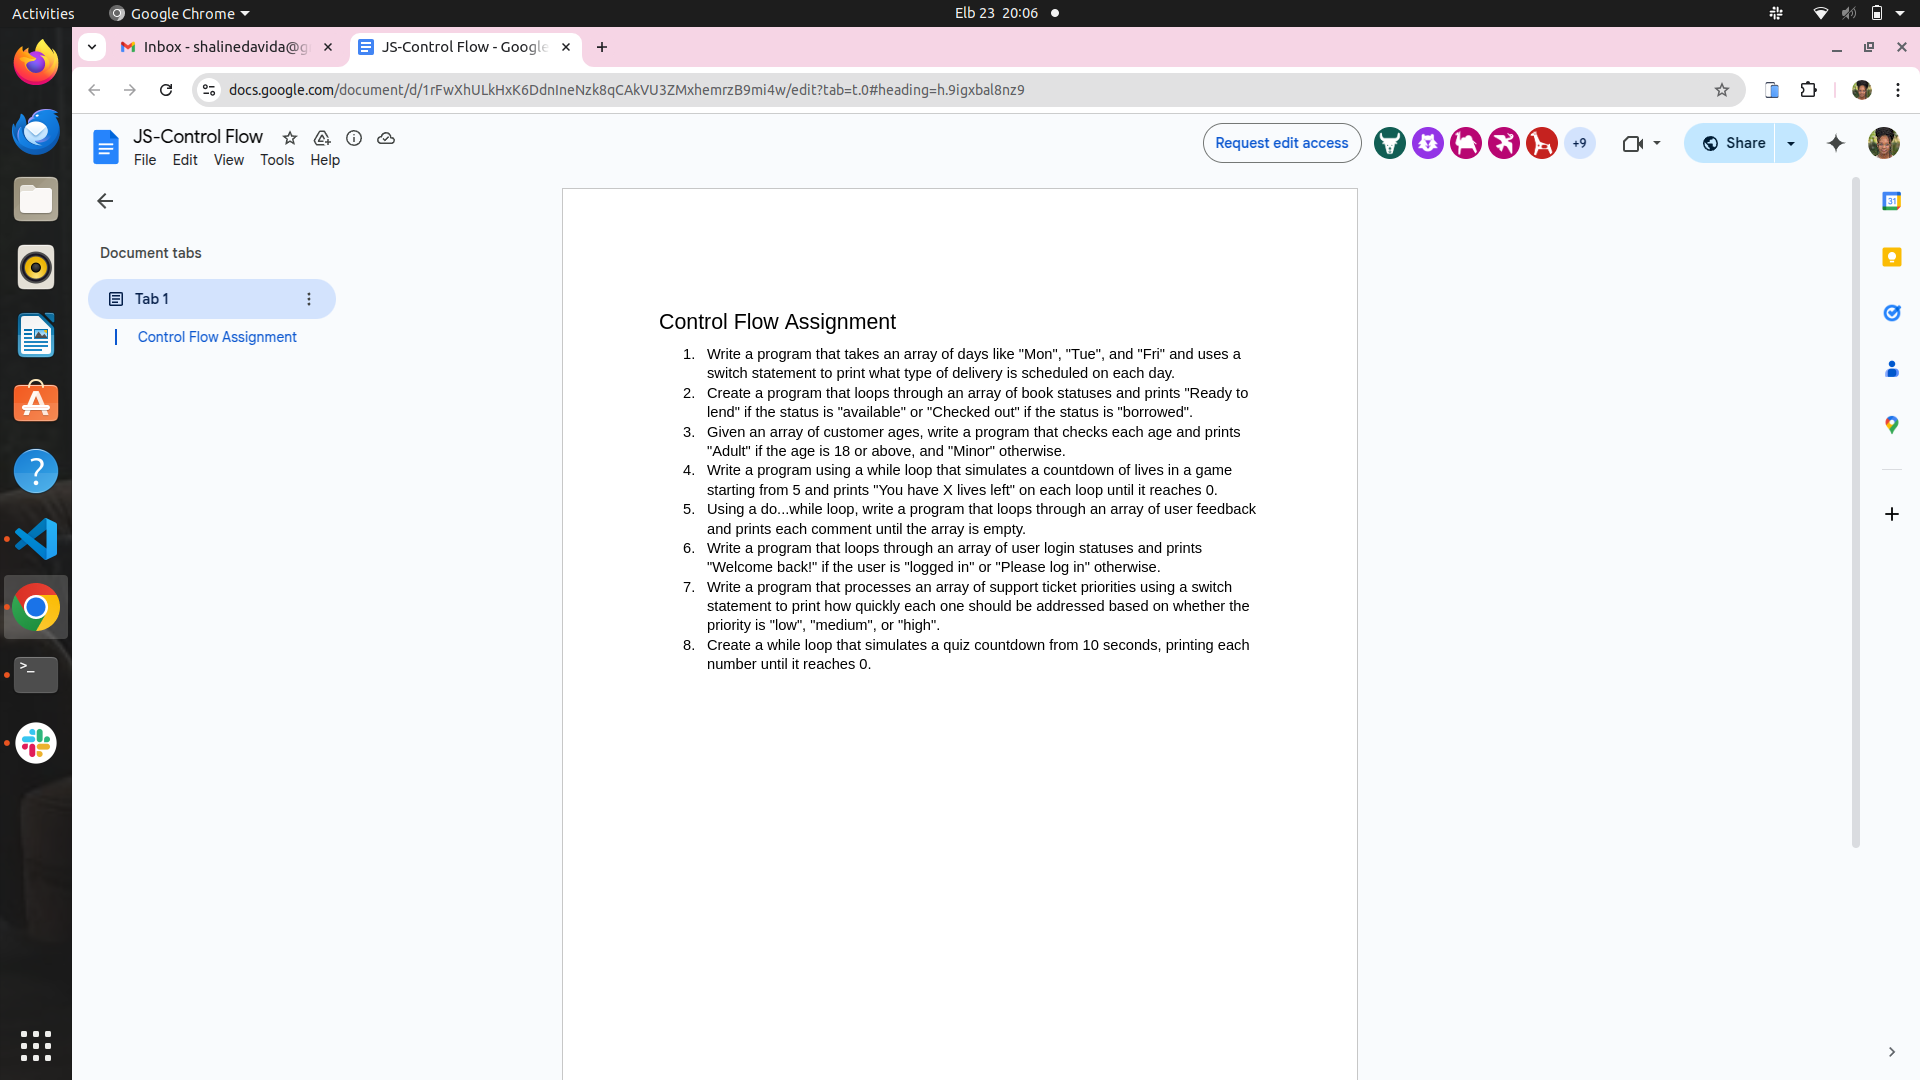 Activities
Google Chrome
Elb 23 20:06
Inbox - shalinedavida@g
JS-Control Flow - Google
docs.google.com/document/d/1rFwXhULkHxK6DdnIneNzk8qCAkVU3ZMxhemrzB9mi4w/edit?tab=t.0#heading=h.9igxbal8nz9
JS-Control Flow
File Edit View Tools Help
Request edit access
+9
Share
31
Document tabs
Tab 1
Control Flow Assignment
Control Flow Assignment
1. Write a program that takes an array of days like "Mon", "Tue", and "Fri" and uses a
switch statement to print what type of delivery is scheduled on each day.
2. Create a program that loops through an array of book statuses and prints "Ready to
lend" if the status is "available" or "Checked out" if the status is "borrowed".
3. Given an array of customer ages, write a program that checks each age and prints
"Adult" if the age is 18 or above, and "Minor" otherwise.
4. Write a program using a while loop that simulates a countdown of lives in a game
starting from 5 and prints "You have X lives left" on each loop until it reaches 0.
5. Using a do...while loop, write a program that loops through an array of user feedback
and prints each comment until the array is empty.
6. Write a program that loops through an array of user login statuses and prints
"Welcome back!" if the user is "logged in" or "Please log in" otherwise.
7. Write a program that processes an array of support ticket priorities using a switch
statement to print how quickly each one should be addressed based on whether the
priority is "low", "medium", or "high".
8. Create a while loop that simulates a quiz countdown from 10 seconds, printing each
number until it reaches 0.